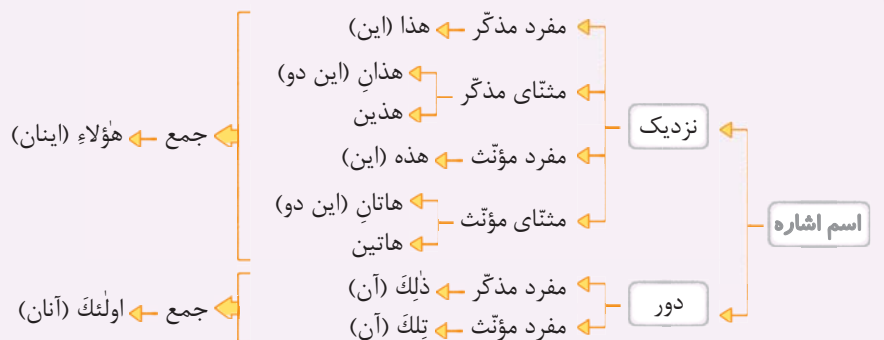 اسم اشاره
نزدیک
مفرد مذکّر هذا (این)
مثنّای مذکّر
هذانِ (این دو)
هذین
مفرد مؤنّث هذه (این)
مثنّای مؤنّث
هاتانِ (این دو)
هاتین
جمع هٰؤلاءِ (اینان)
دور
مفرد مذکّر ذٰلِكَ (آن)
مفرد مؤنّث تِلكَ (آن)
جمع اولٰئكَ (آنان)